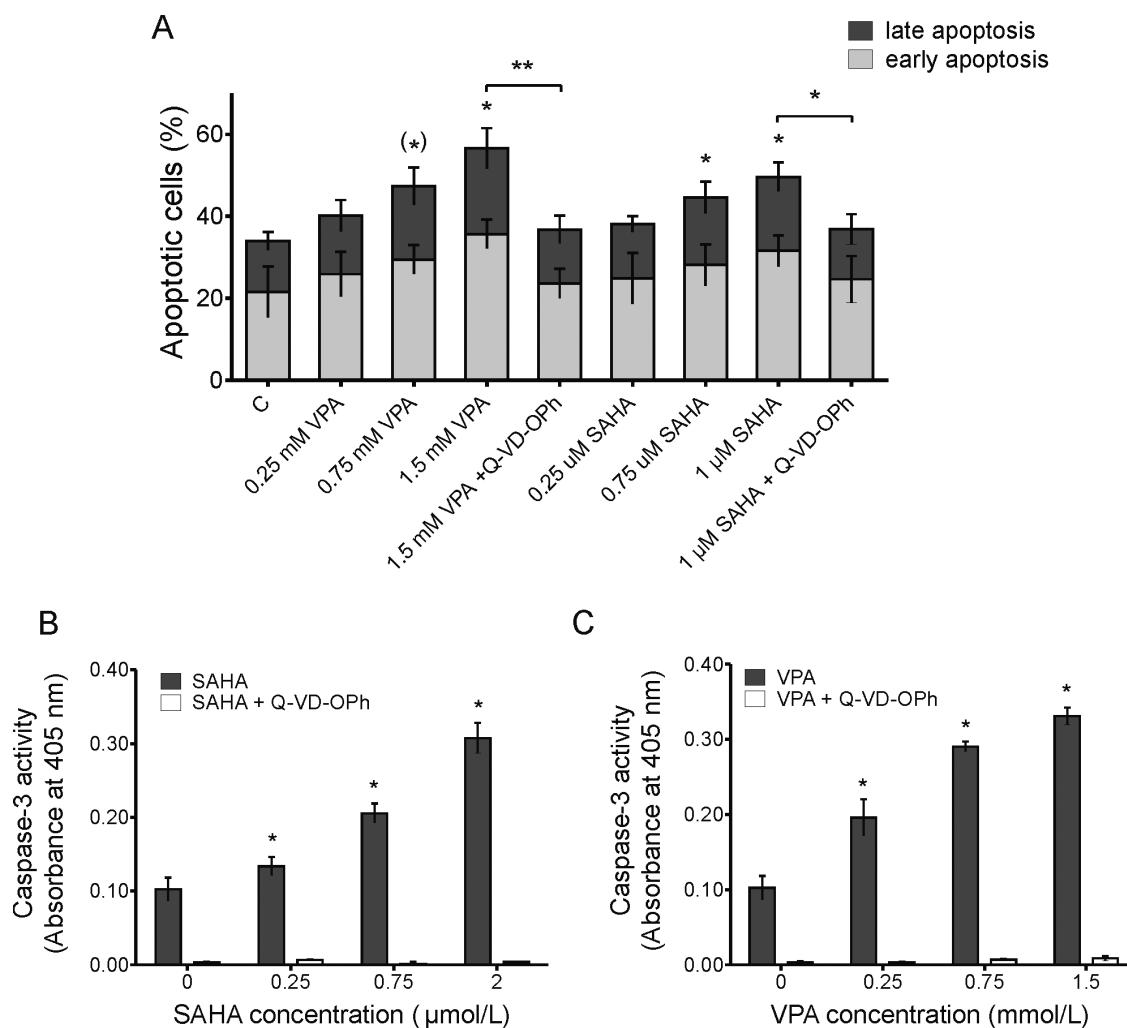 A
late apoptosis
early apoptosis
**
*
*
(*)
*
*
Apoptotic cells (%)
60
40
20
0
C
0.25 mM VPA
0.75 mM VPA
1.5 mM VPA
1.5 mM VPA +Q-VD-OPh
0.25 uM SAHA
0.75 uM SAHA
1 µM SAHA
1 µM SAHA + Q-VD-OPh
B
Caspase-3 activity
(Absorbance at 405 nm)
0.40
0.30
0.20
0.10
0.00
SAHA
SAHA + Q-VD-OPh
*
*
*
0
0.25
0.75
2
SAHA concentration ( µmol/L)
C
Caspase-3 activity
(Absorbance at 405 nm)
0.40
0.30
0.20
0.10
0.00
VPA
VPA + Q-VD-OPh
*
*
*
0
0.25
0.75
1.5
VPA concentration (mmol/L)